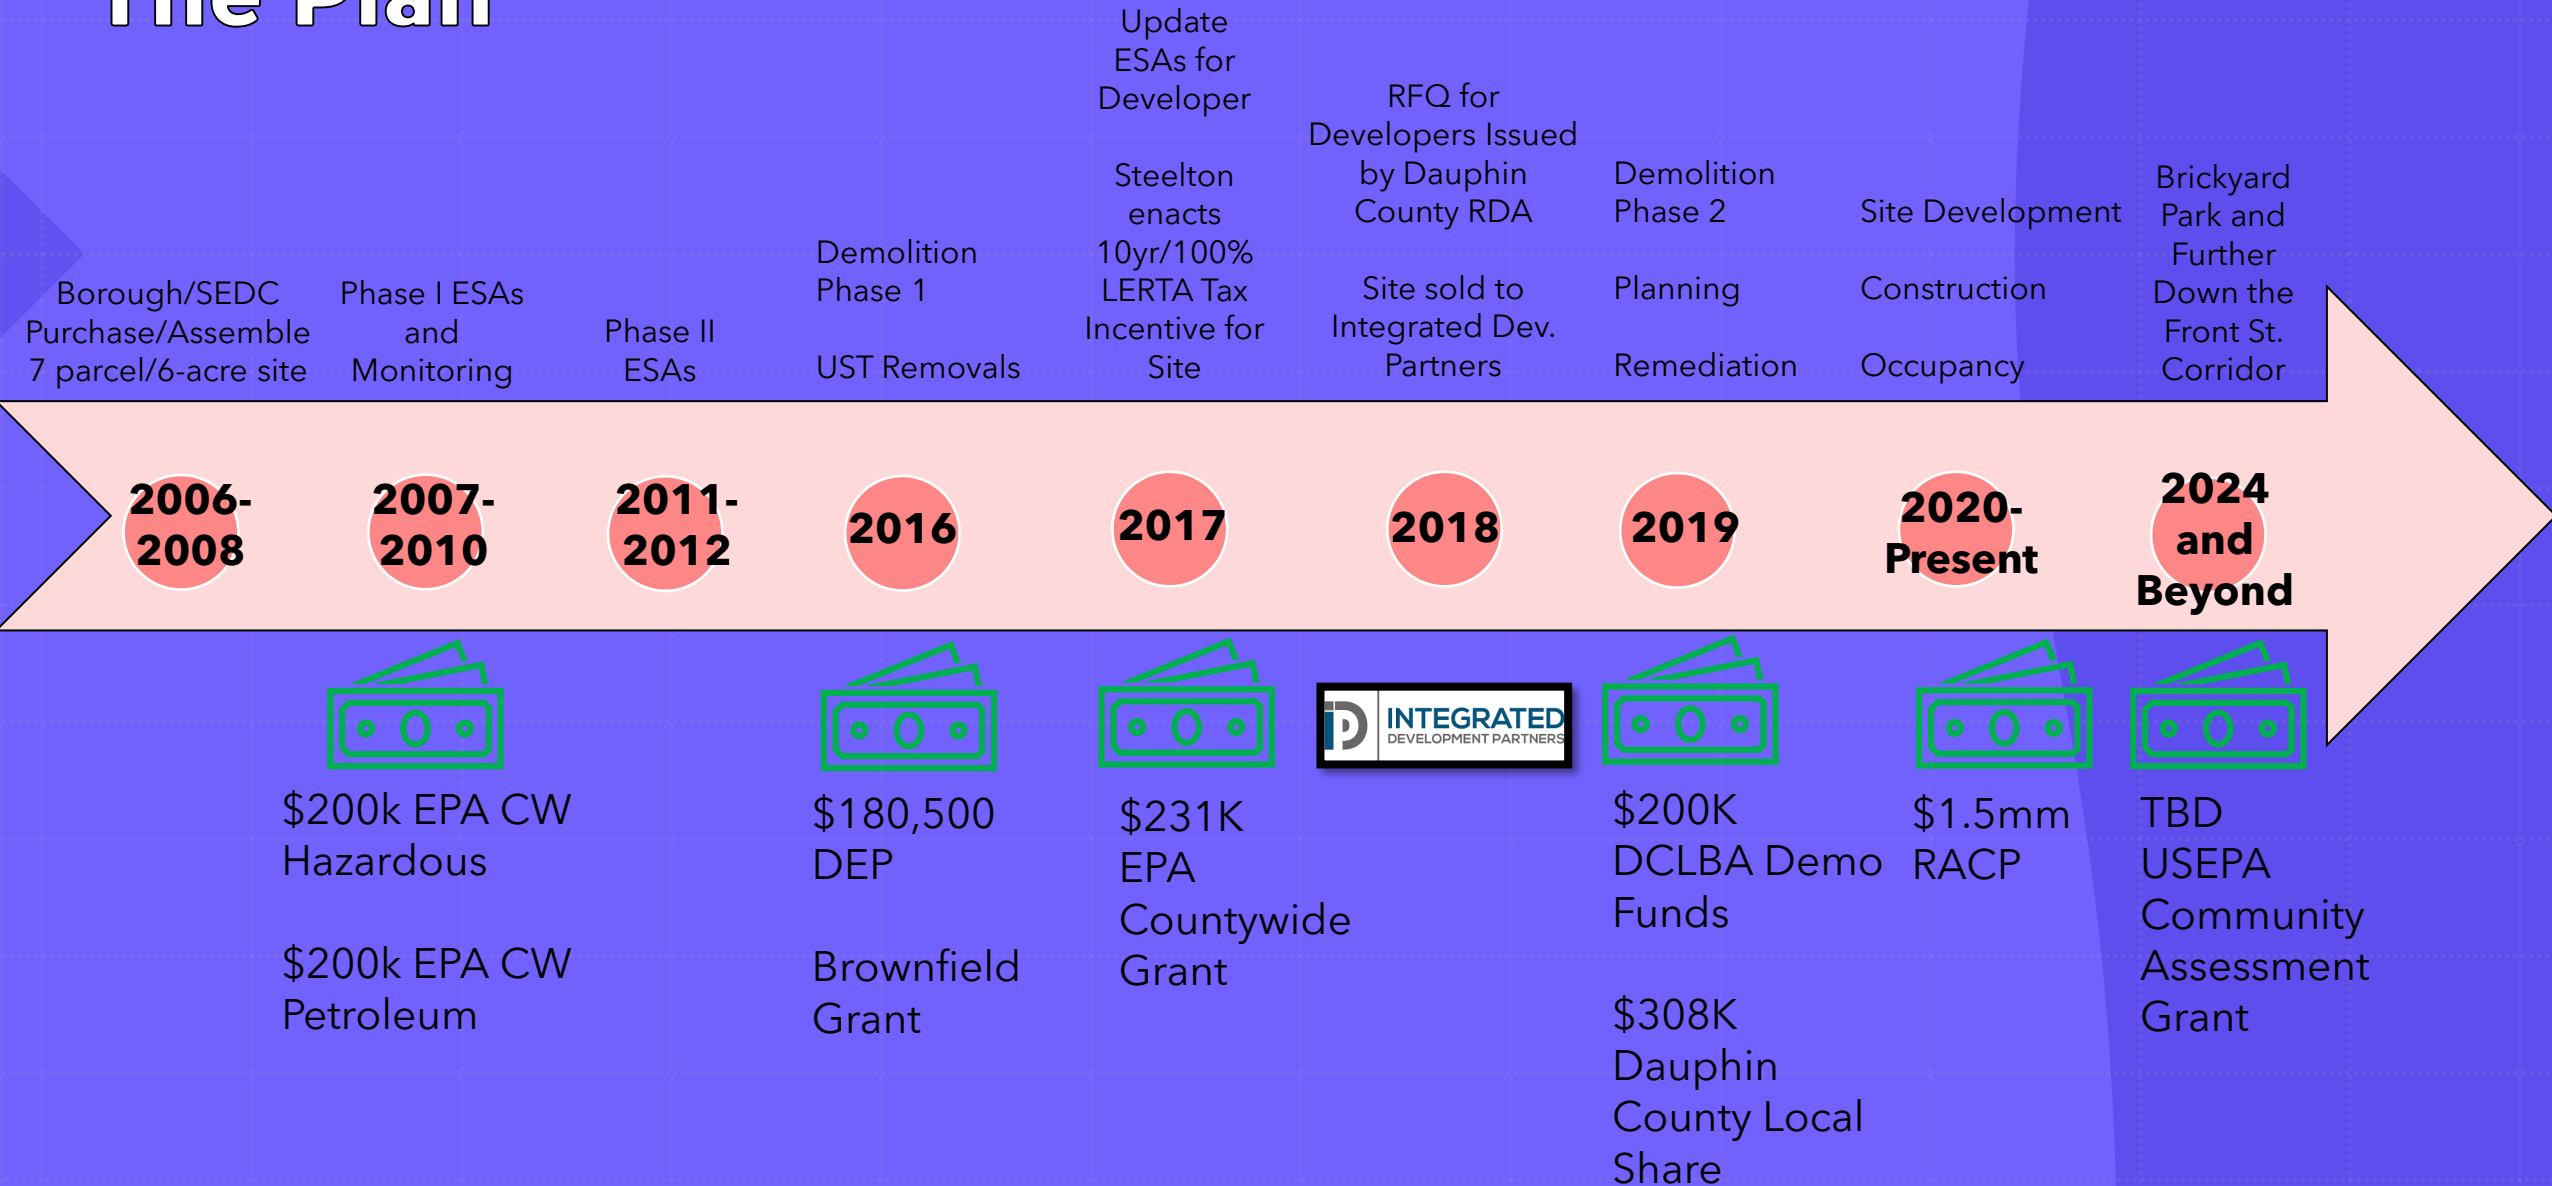 The Plan
Borough/SEDC
Purchase/Assemble
7 parcel/6-acre site
Phase I ESAs
and
Monitoring
Phase II
ESAs
Demolition
Phase 1
UST Removals
Update
ESAs for
Developer
Steelton
enacts
10yr/100%
LERTA Tax
Incentive for
Site
RFQ for
Developers Issued
by Dauphin
County RDA
Site sold to
Integrated Dev.
Partners
Demolition
Phase 2
Planning
Remediation
Site Development
Construction
Occupancy
Brickyard
Park and
Further
Down the
Front St.
Corridor
2006-
2008
2007-
2010
2011-
2012
2016
2017
2018
2019
2020-
Present
2024
and
Beyond
$200k EPA CW
Hazardous
$200k EPA CW
Petroleum
$180,500
DEP
Brownfield
Grant
$231K
EPA
Countywide
Grant
iDP
INTEGRATED
DEVELOPMENT PARTNERS
$200K
DCLBA Demo
Funds
$308K
Dauphin
County Local
Share
$1.5mm
RACP
TBD
USEPA
Community
Assessment
Grant